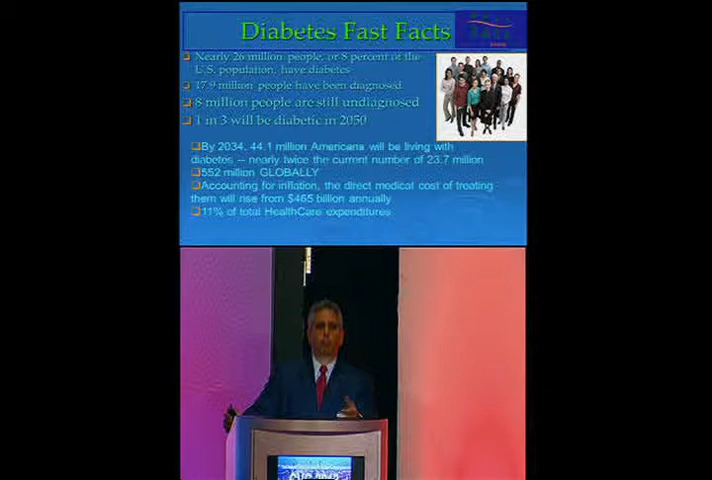 Diabetes Fast Facts
Nearly 26 million people, or 8 percent of the
U.S. population, have diabetes
17.9 million people have been diagnosed
8 million people are still undiagnosed
1 in 3 will be diabetic in 2050
By 2034, 44.1 million Americans will be living with
diabetes -- nearly twice the current number of 23.7 million
552 million GLOBALLY
Accounting for inflation, the direct medical cost of treating
them will rise from $465 billion annually
11% of total HealthCare expenditures